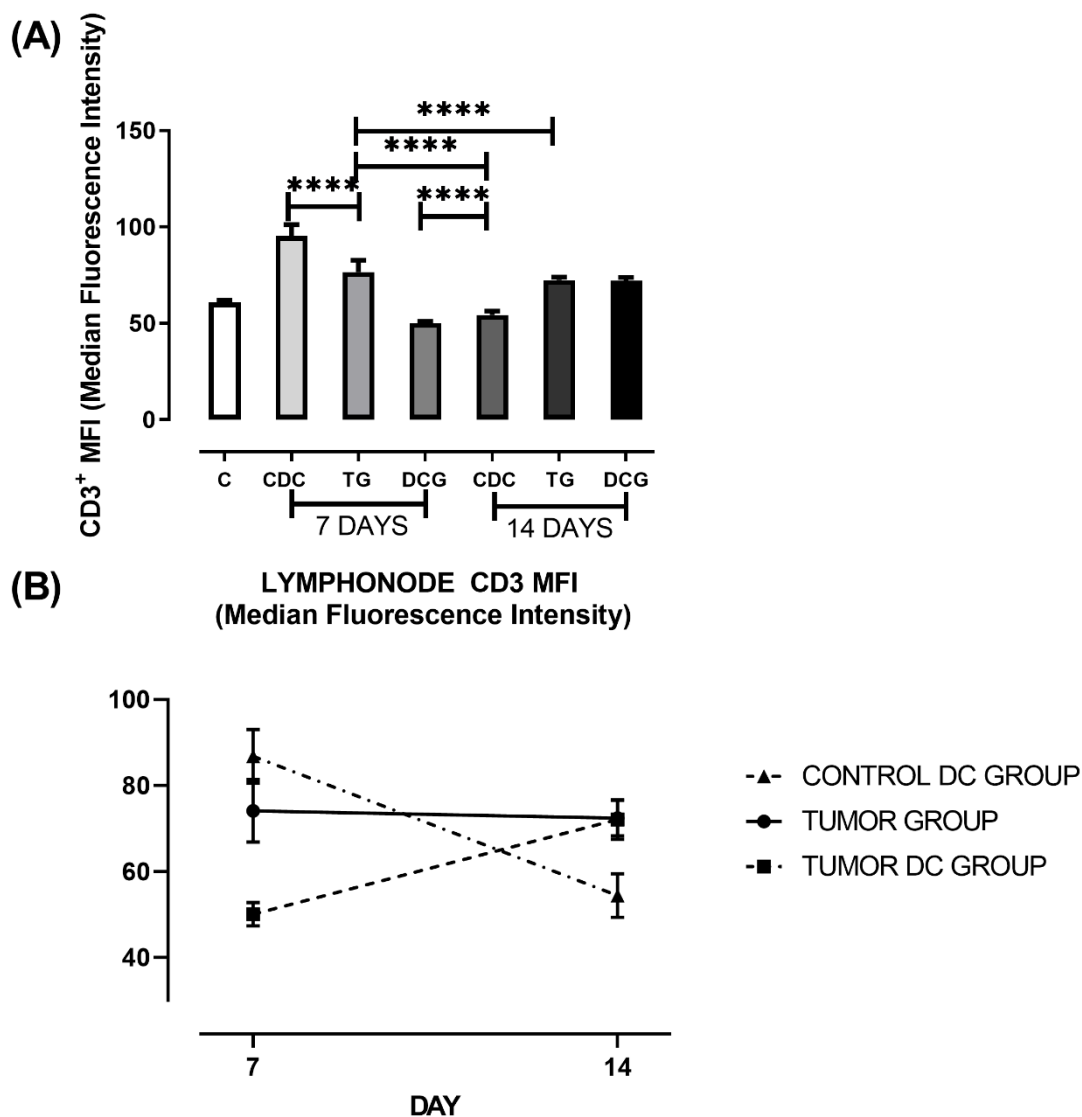 (A)
CD3+ MFI (Median Fluorescence Intensity)
150
100
50
0
****
****
****
****
C CDC TG DCG CDC TG DCG
7 DAYS 14 DAYS
LYMPHONODE CD3 MFI
(Median Fluorescence Intensity)
(B)
100
80
60
40
7 14
DAY
CONTROL DC GROUP
TUMOR GROUP
TUMOR DC GROUP